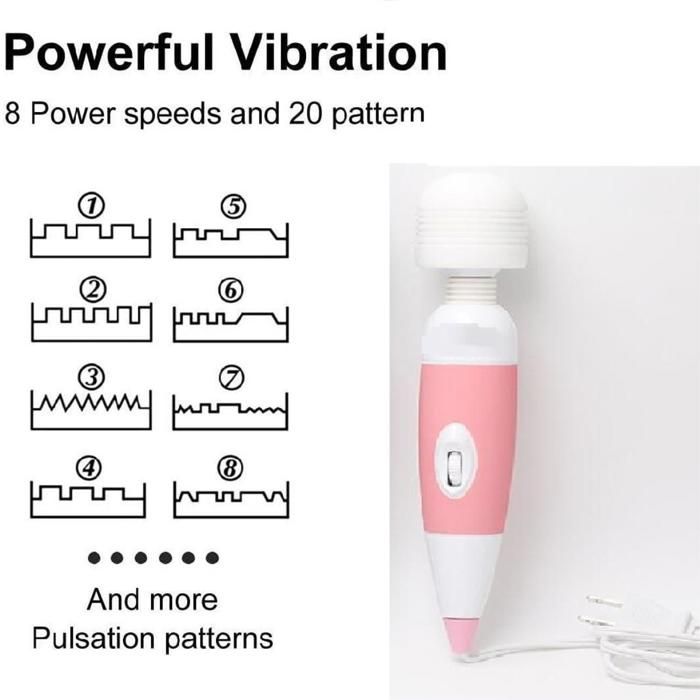 Powerful Vibration
8 Power speeds and 20 pattern
①
⑤
②
⑥
③
⑦
④
⑧
And more
Pulsation patterns